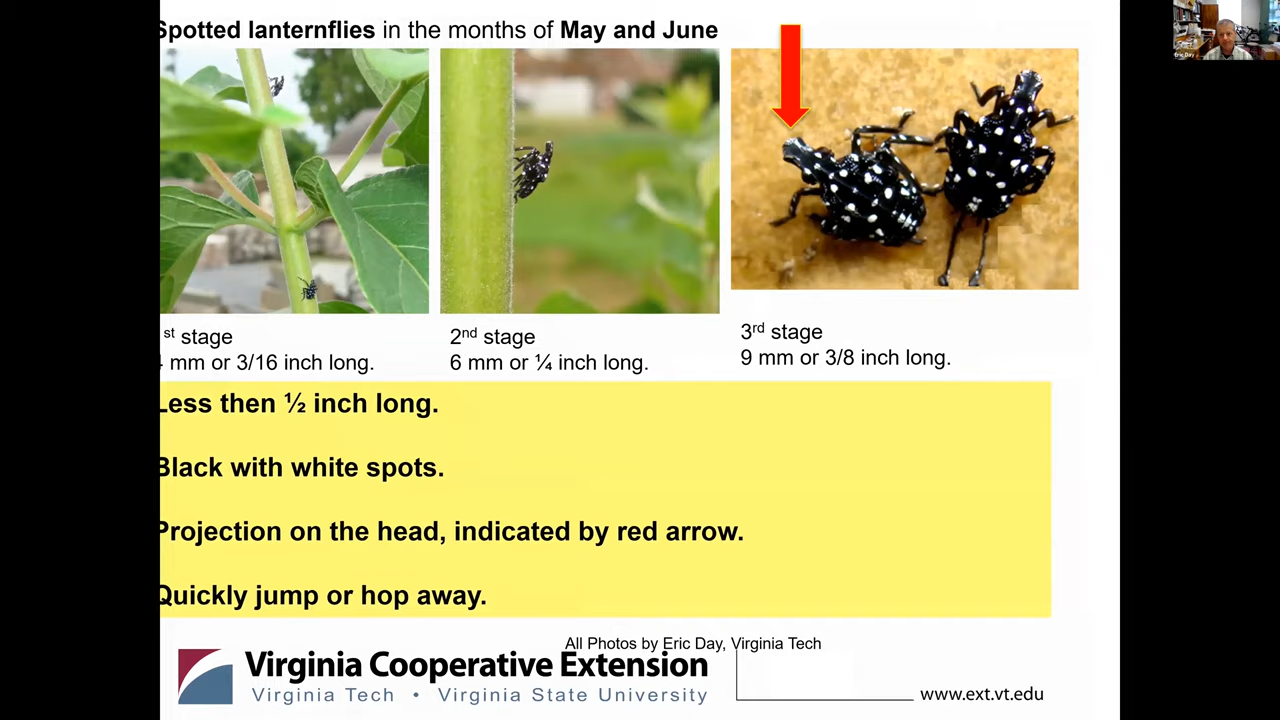 Spotted lanternflies in the months of May and June
Eric Day
st stage
mm or 3/16 inch long.
2nd stage
6 mm or ¼ inch long.
3rd stage
9 mm or 3/8 inch long.
Less then ½ inch long.
Black with white spots.
Projection on the head, indicated by red arrow.
Quickly jump or hop away.
All Photos by Eric Day, Virginia Tech
Virginia Cooperative Extension
Virginia Tech • Virginia State University
www.ext.vt.edu